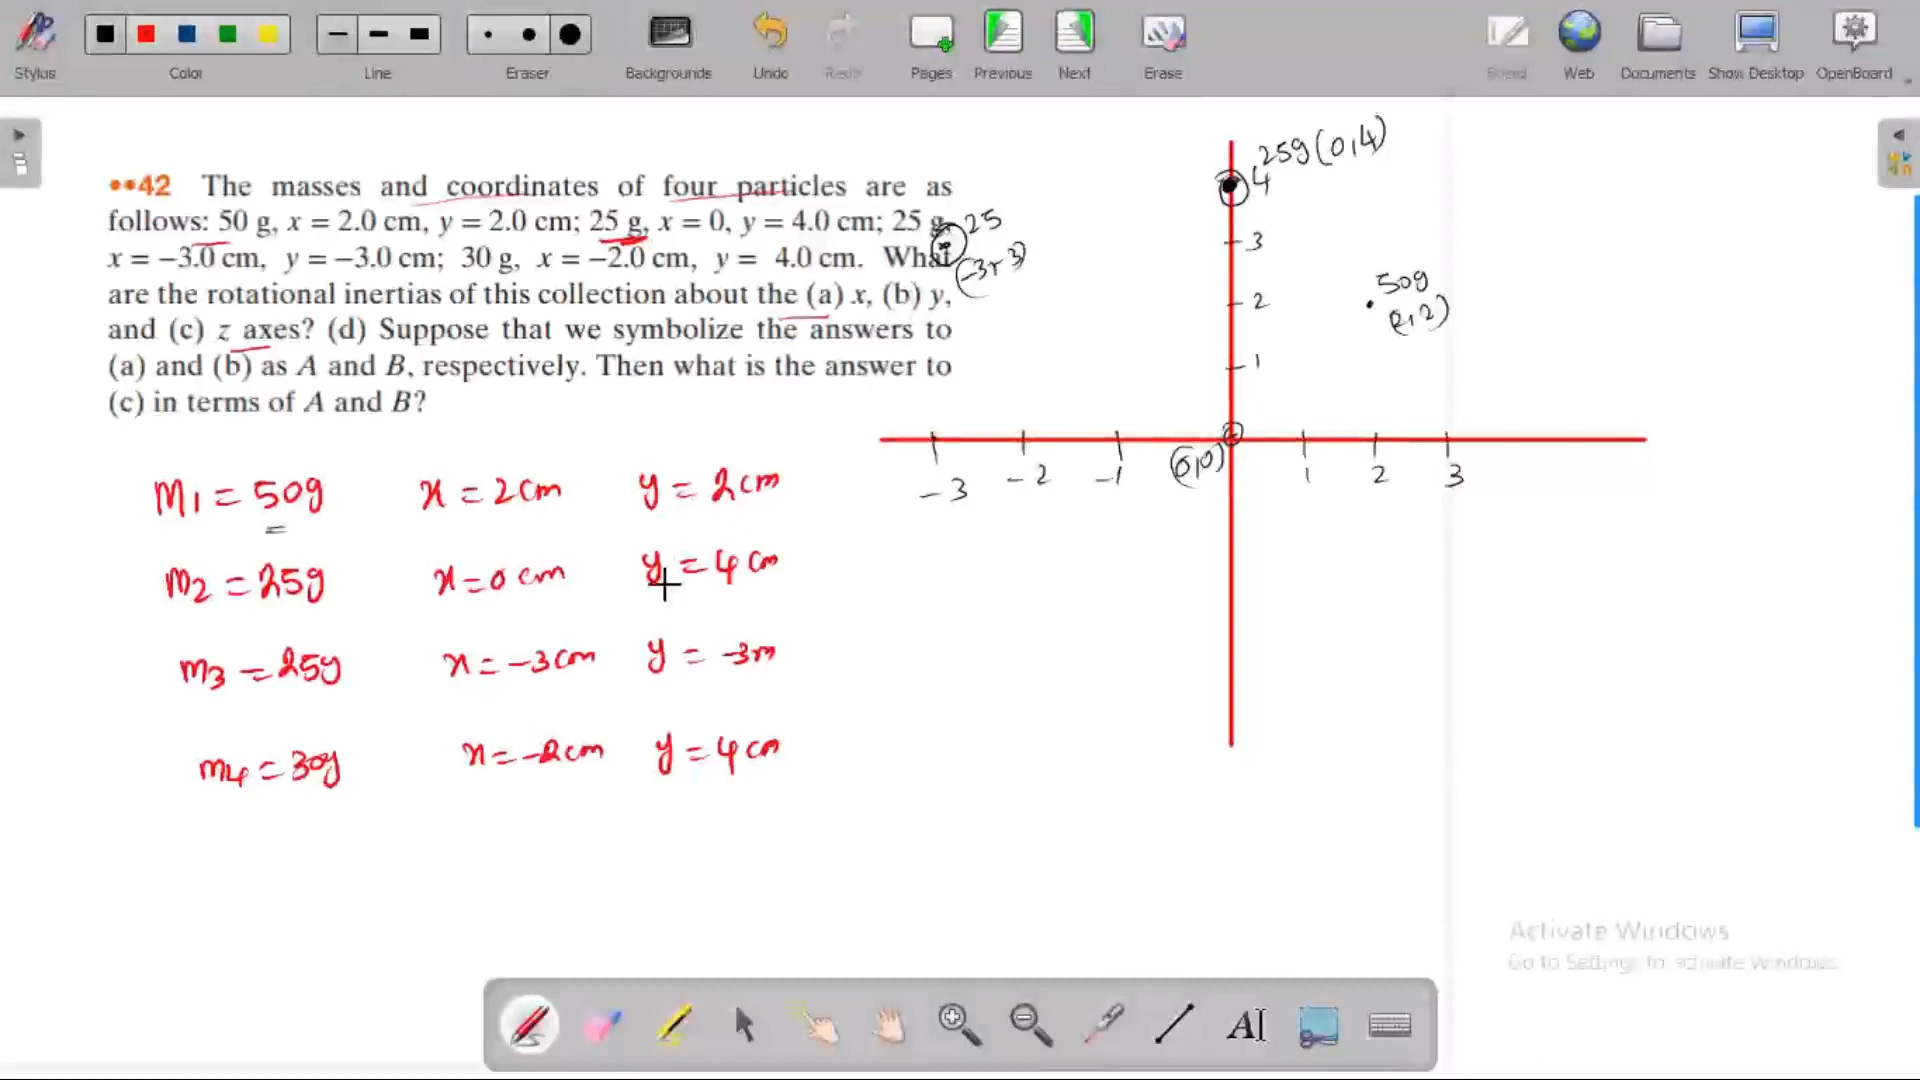 Stylus
Color
Line
Eraser
Backgrounds
Undo
Redo
Pages
Previous
Next
Erase
Board
Web
Documents
Show Desktop
OpenBoard
••42 The masses and coordinates of four particles are as
follows: 50 g, x = 2.0 cm, y = 2.0 cm; 25 g, x = 0, y = 4.0 cm; 25 g,
x = −3.0 cm, y = −3.0 cm; 30 g, x = −2.0 cm, y = 4.0 cm. What
are the rotational inertias of this collection about the (a) x, (b) y,
and (c) z axes? (d) Suppose that we symbolize the answers to
(a) and (b) as A and B, respectively. Then what is the answer to
(c) in terms of A and B?
25g (0,4)
4
25
(-3, 3)
3
50g
(2,2)
2
1
(0,0)
-3 -2 -1 1 2 3
M1 = 50g x = 2cm y = 2cm
M2 = 25g x = 0 cm y = 4 cm
M3 = 25g x = -3 cm y = -3m
M4 = 30g x = -2cm y = 4 cm
Activate Windows
Go to Settings to activate Windows.
A